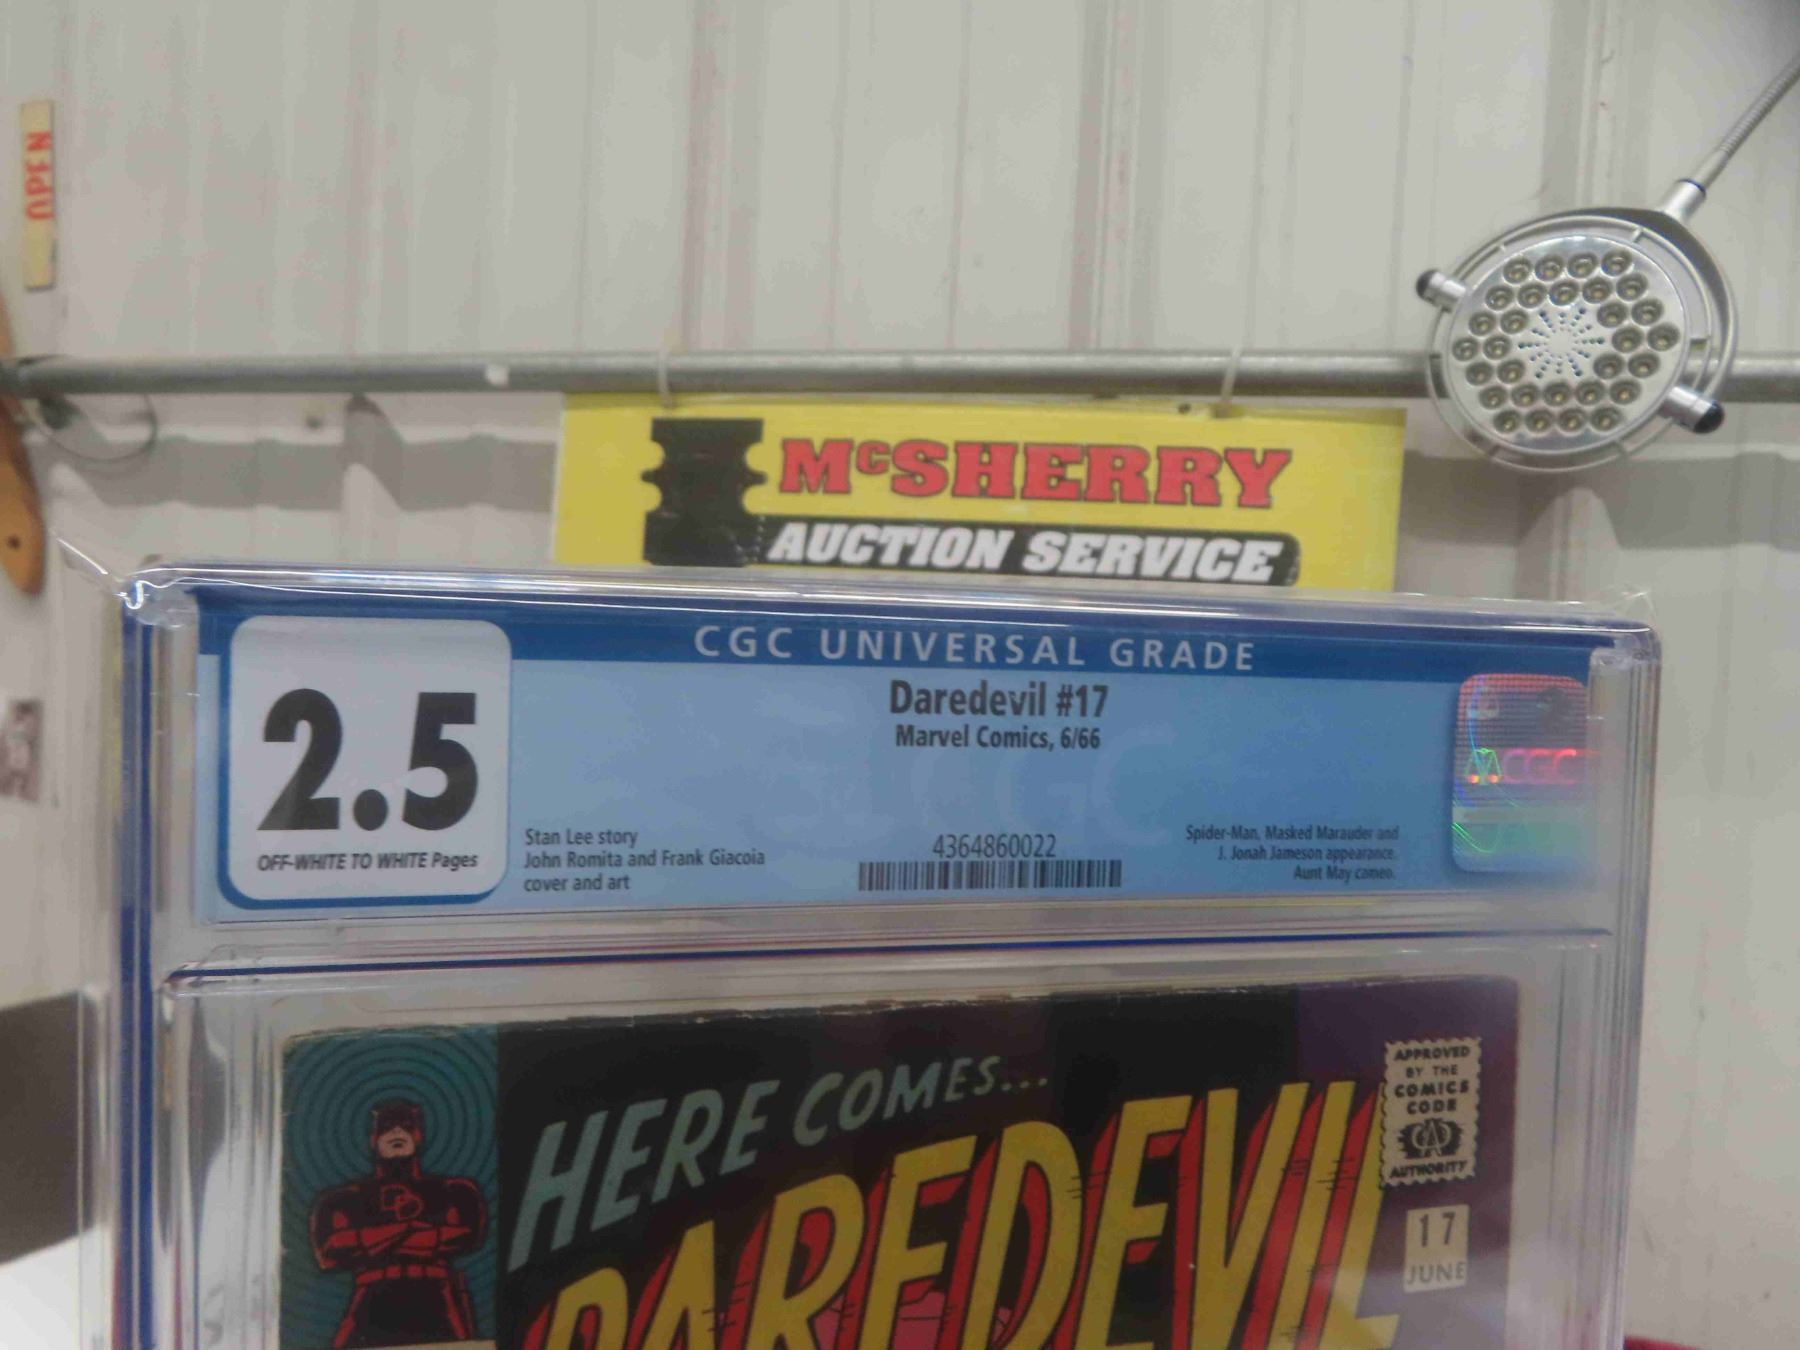 OPEN
McSHERRY
AUCTION SERVICE
CGC UNIVERSAL GRADE
2.5
OFF-WHITE TO WHITE Pages
Daredevil #17
Marvel Comics, 6/66
Stan Lee story
John Romita and Frank Giacoia
cover and art
4364860022
Spider-Man, Masked Marauder and
J. Jonah Jameson appearance.
Aunt May cameo.
CGC
HERE COMES...
DAREDEVIL
DD
APPROVED
BY THE
COMICS
CODE
CA
AUTHORITY
17
JUNE